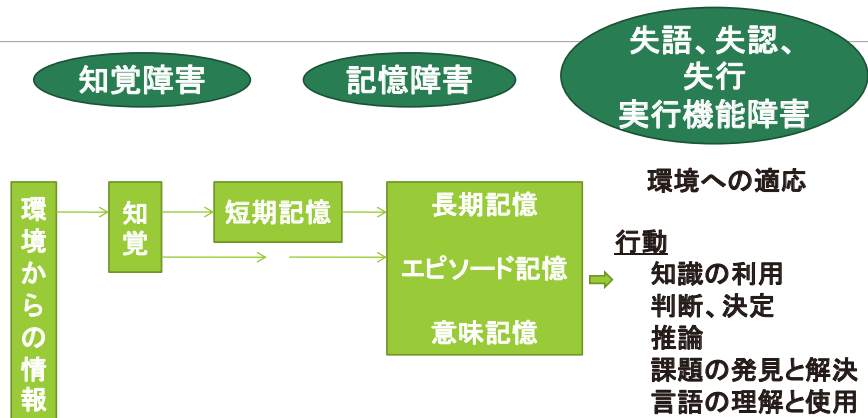 知覚障害
記憶障害
失語、失認、
失行
実行機能障害
環境からの情報
知覚
短期記憶
長期記憶
エピソード記憶
意味記憶
環境への適応
行動
知識の利用
判断、決定
推論
課題の発見と解決
言語の理解と使用